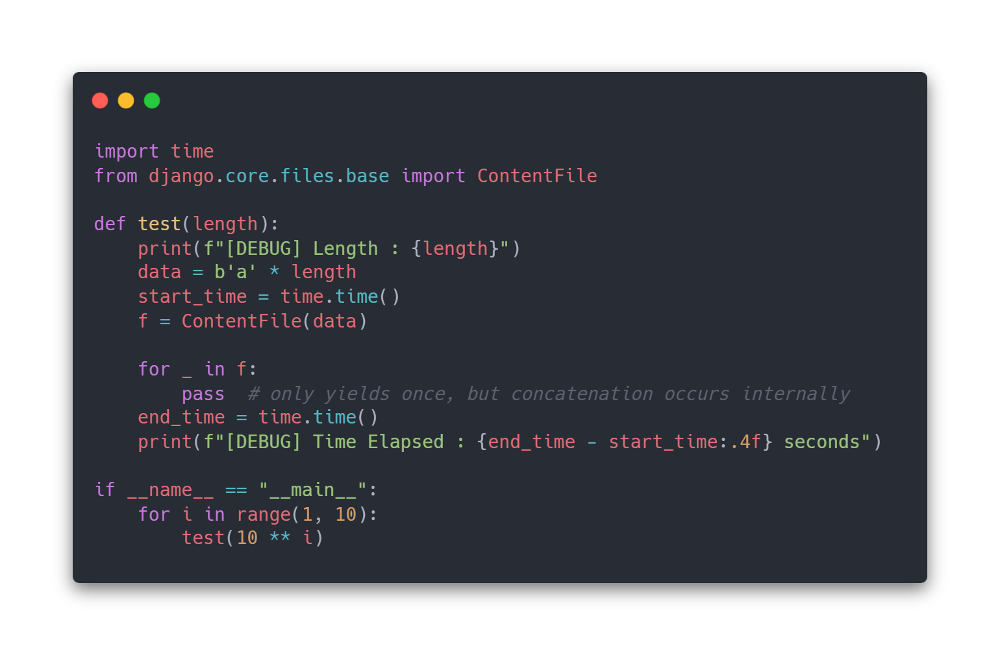 import time
from django.core.files.base import ContentFile

def test(length):
    print(f"[DEBUG] Length : {length}")
    data = b'a' * length
    start_time = time.time()
    f = ContentFile(data)

    for _ in f:
        pass  # only yields once, but concatenation occurs internally
    end_time = time.time()
    print(f"[DEBUG] Time Elapsed : {end_time - start_time:.4f} seconds")

if __name__ == "__main__":
    for i in range(1, 10):
        test(10 ** i)